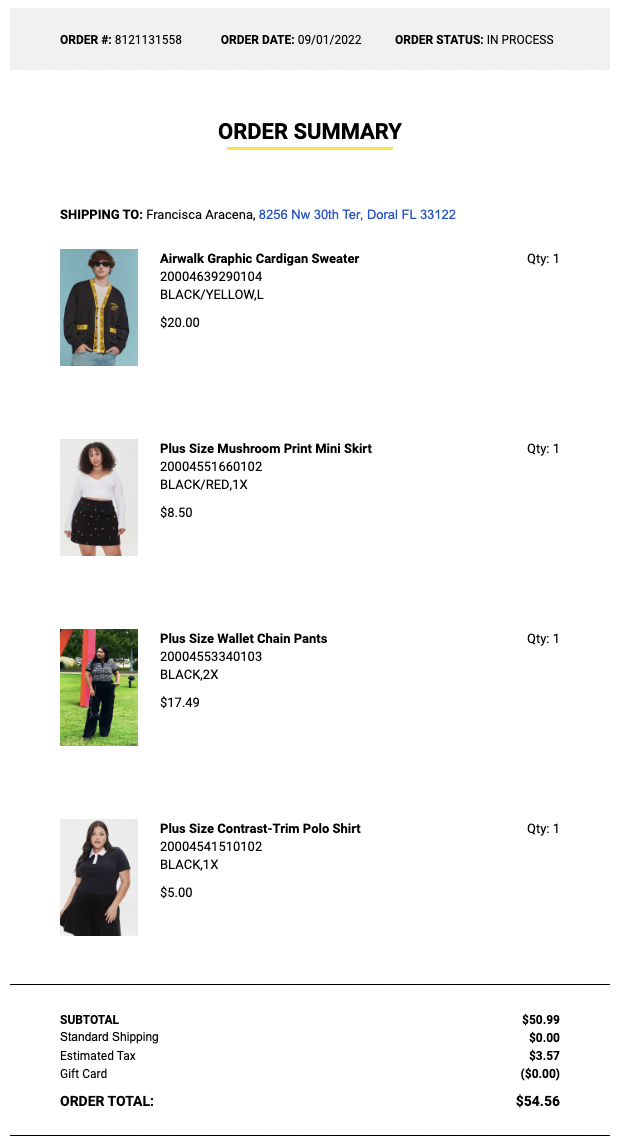 ORDER #: 8121131558 ORDER DATE: 09/01/2022 ORDER STATUS: IN PROCESS
ORDER SUMMARY
SHIPPING TO: Francisca Aracena, 8256 Nw 30th Ter, Doral FL 33122
Airwalk Graphic Cardigan Sweater Qty: 1
20004639290104
BLACK/YELLOW,L
$20.00
Plus Size Mushroom Print Mini Skirt Qty: 1
20004551660102
BLACK/RED,1X
$8.50
Plus Size Wallet Chain Pants Qty: 1
20004553340103
BLACK,2X
$17.49
Plus Size Contrast-Trim Polo Shirt Qty: 1
20004541510102
BLACK,1X
$5.00
SUBTOTAL $50.99
Standard Shipping $0.00
Estimated Tax $3.57
Gift Card ($0.00)
ORDER TOTAL: $54.56